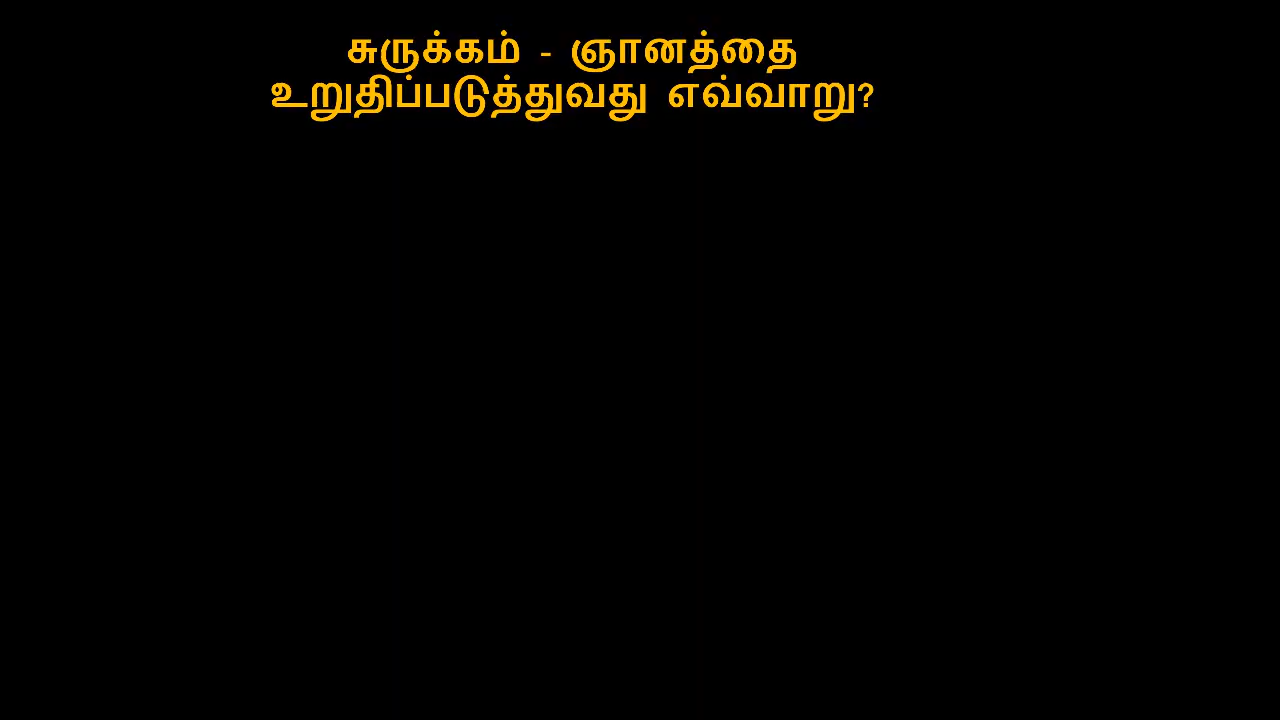 சுருக்கம் - ஞானத்தை
உறுதிப்படுத்துவது எவ்வாறு?